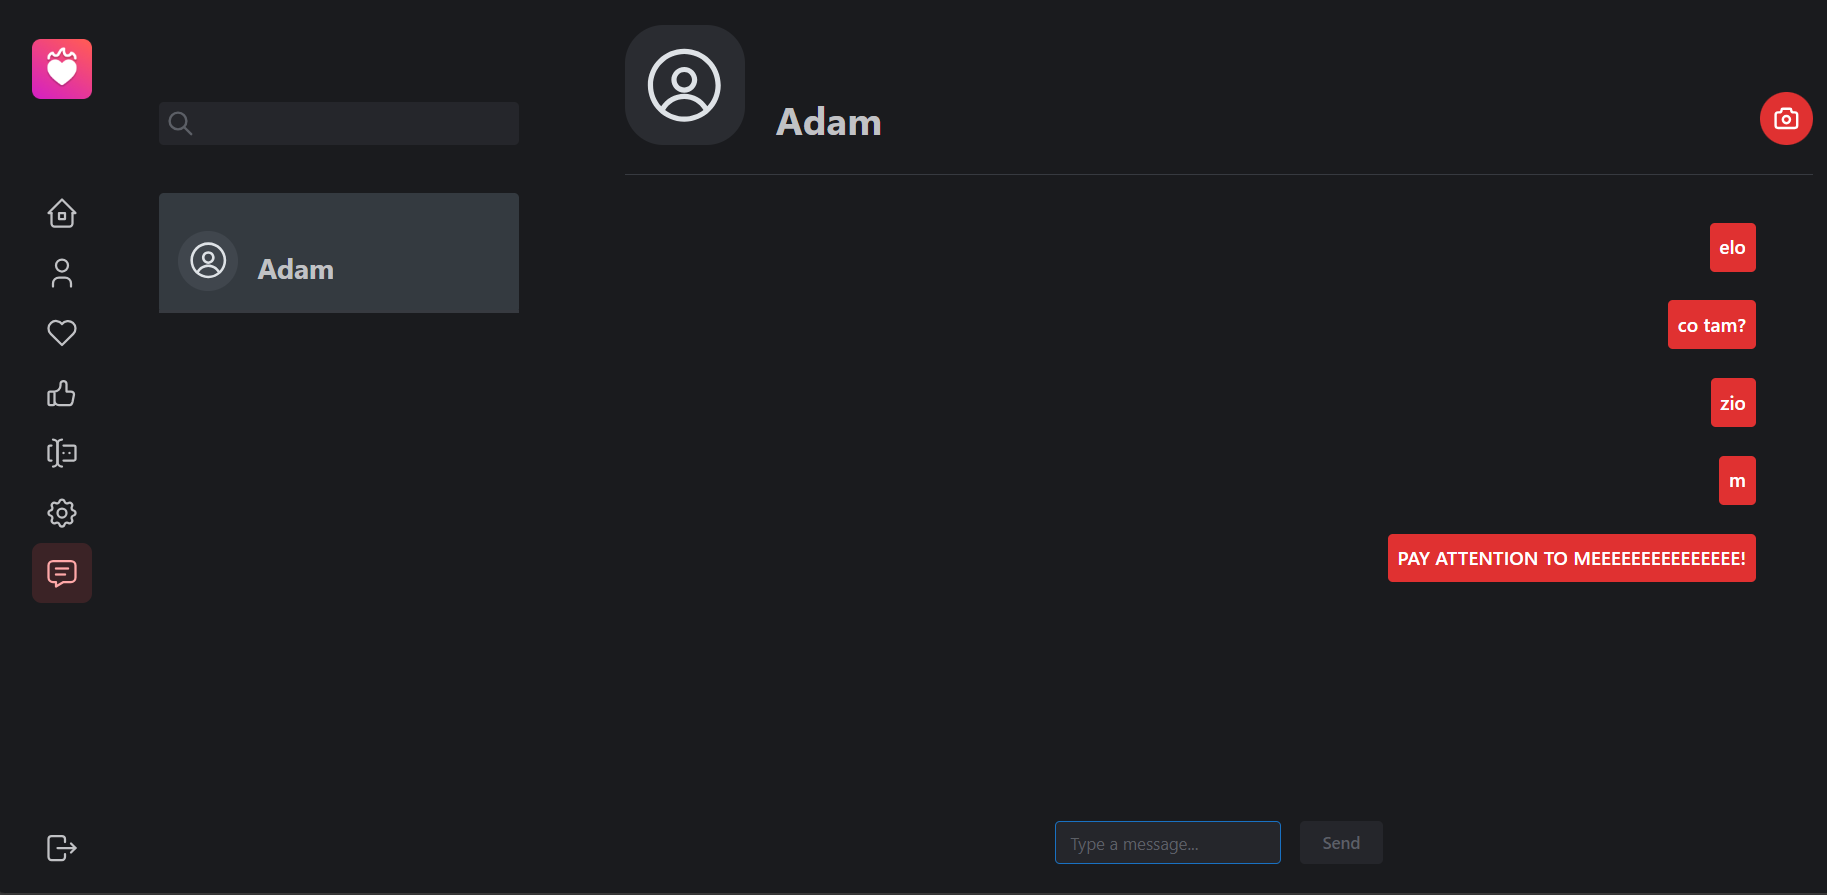 Adam
Adam
elo
co tam?
zio
m
PAY ATTENTION TO MEEEEEEEEEEEEEEE!
Type a message...
Send